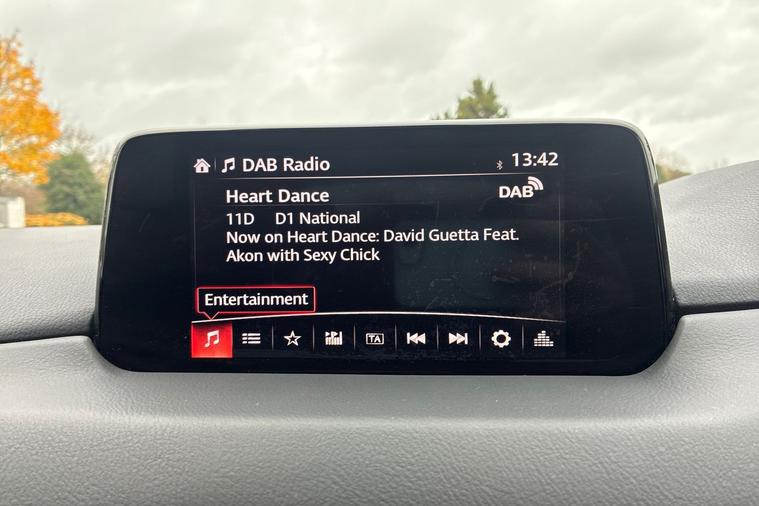 DAB Radio
13:42
Heart Dance
DAB
11D D1 National
Now on Heart Dance: David Guetta Feat.
Akon with Sexy Chick
Entertainment
TA